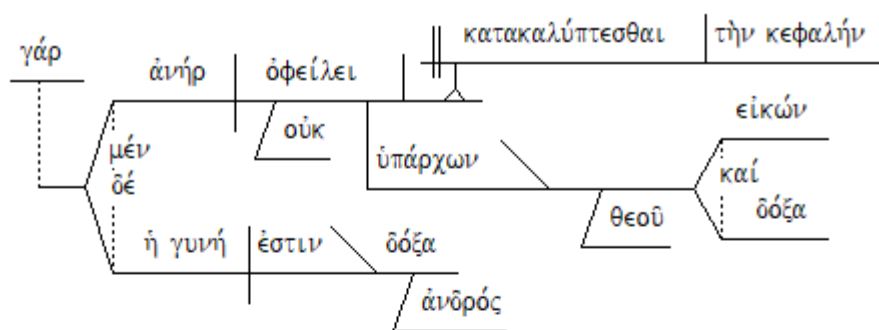 κατακαλύπτεσθαι τὴν κεφαλήν
γάρ
ἀνήρ ὀφείλει
εἰκών
οὐκ
μέν
ὑπάρχων
καί
δέ
θεοῦ
δόξα
ἡ γυνή ἐστιν δόξα
ἀνδρός